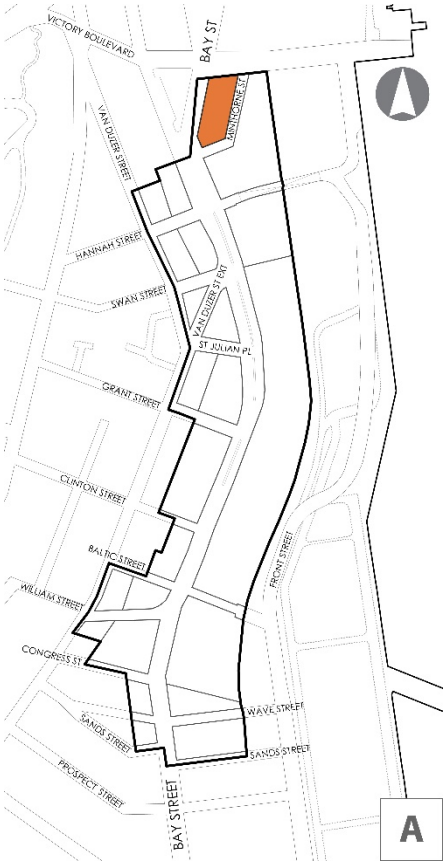 VICTORY BOULEVARD
BAY ST
MINTHORNE ST
VAN DUZER STREET
HANNAH STREET
SWAN STREET
VAN DUZER ST EXT
ST JULIAN PL
GRANT STREET
CLINTON STREET
BALTIC STREET
FRONT STREET
WILLIAM STREET
CONGRESS ST
WAVE STREET
SANDS STREET
SANDS STREET
PPOSPECT STREET
BAY STREET
A